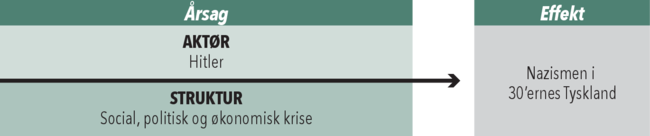 Årsag
Effekt
AKTØR
Hitler
STRUKTUR
Social, politisk og økonomisk krise
Nazismen i
30’ernes Tyskland